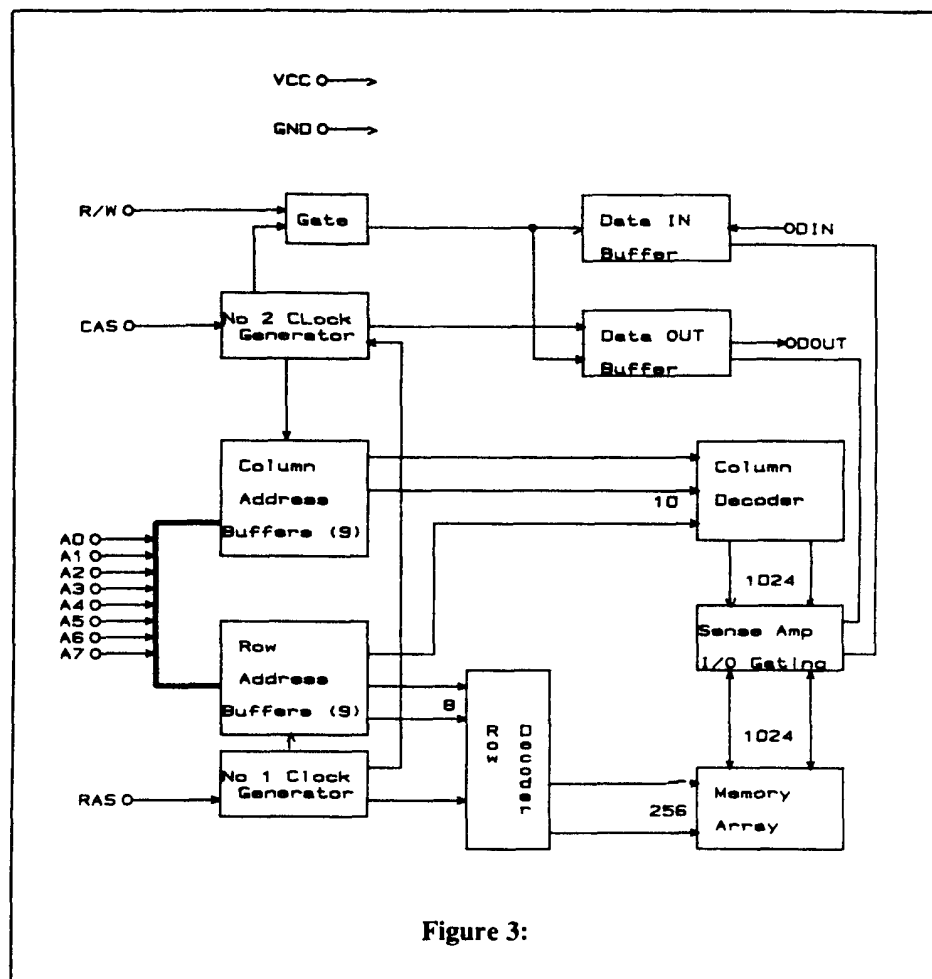 VCC
GND
R/W
Gate
Data IN
Buffer
DIN
CAS
No 2 CLock
Generator
Data OUT
Buffer
DOUT
Column
Address
Buffers (9)
10
Column
Decoder
A0
A1
A2
A3
A4
A5
A6
A7
1024
Sense Amp
I/O Gating
Row
Address
Buffers (9)
8
Row
Decoder
1024
RAS
No 1 Clock
Generator
256
Memory
Array
Figure 3: